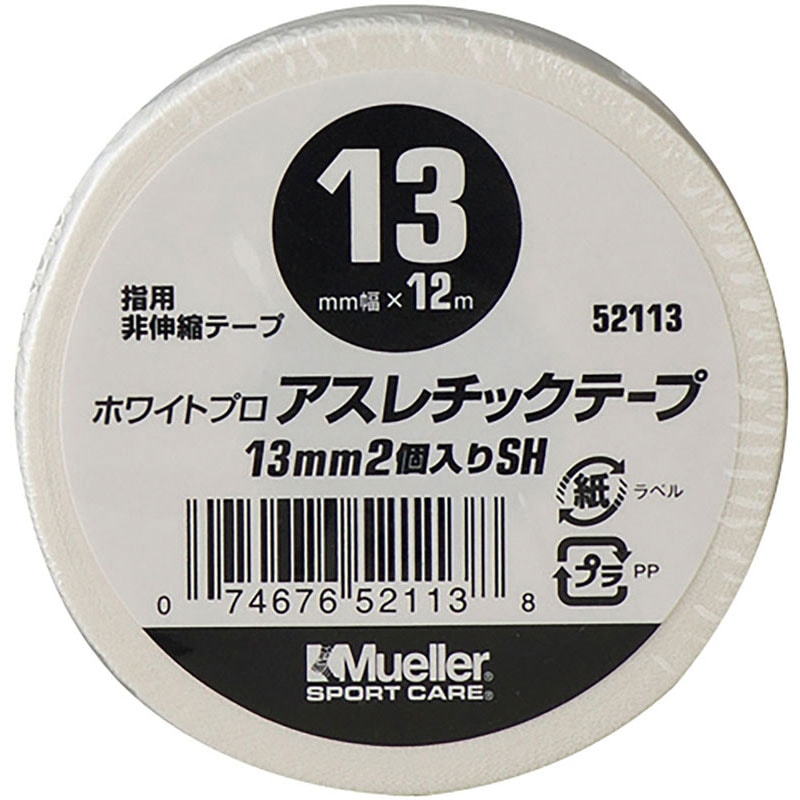 13
mm幅×12m
指用
非伸縮テープ
52113
ホワイトプロ アスレチックテープ
13mm2個入りSH
紙 ラベル
プラ PP
0 74676 52113 8
Mueller®
SPORT CARE®